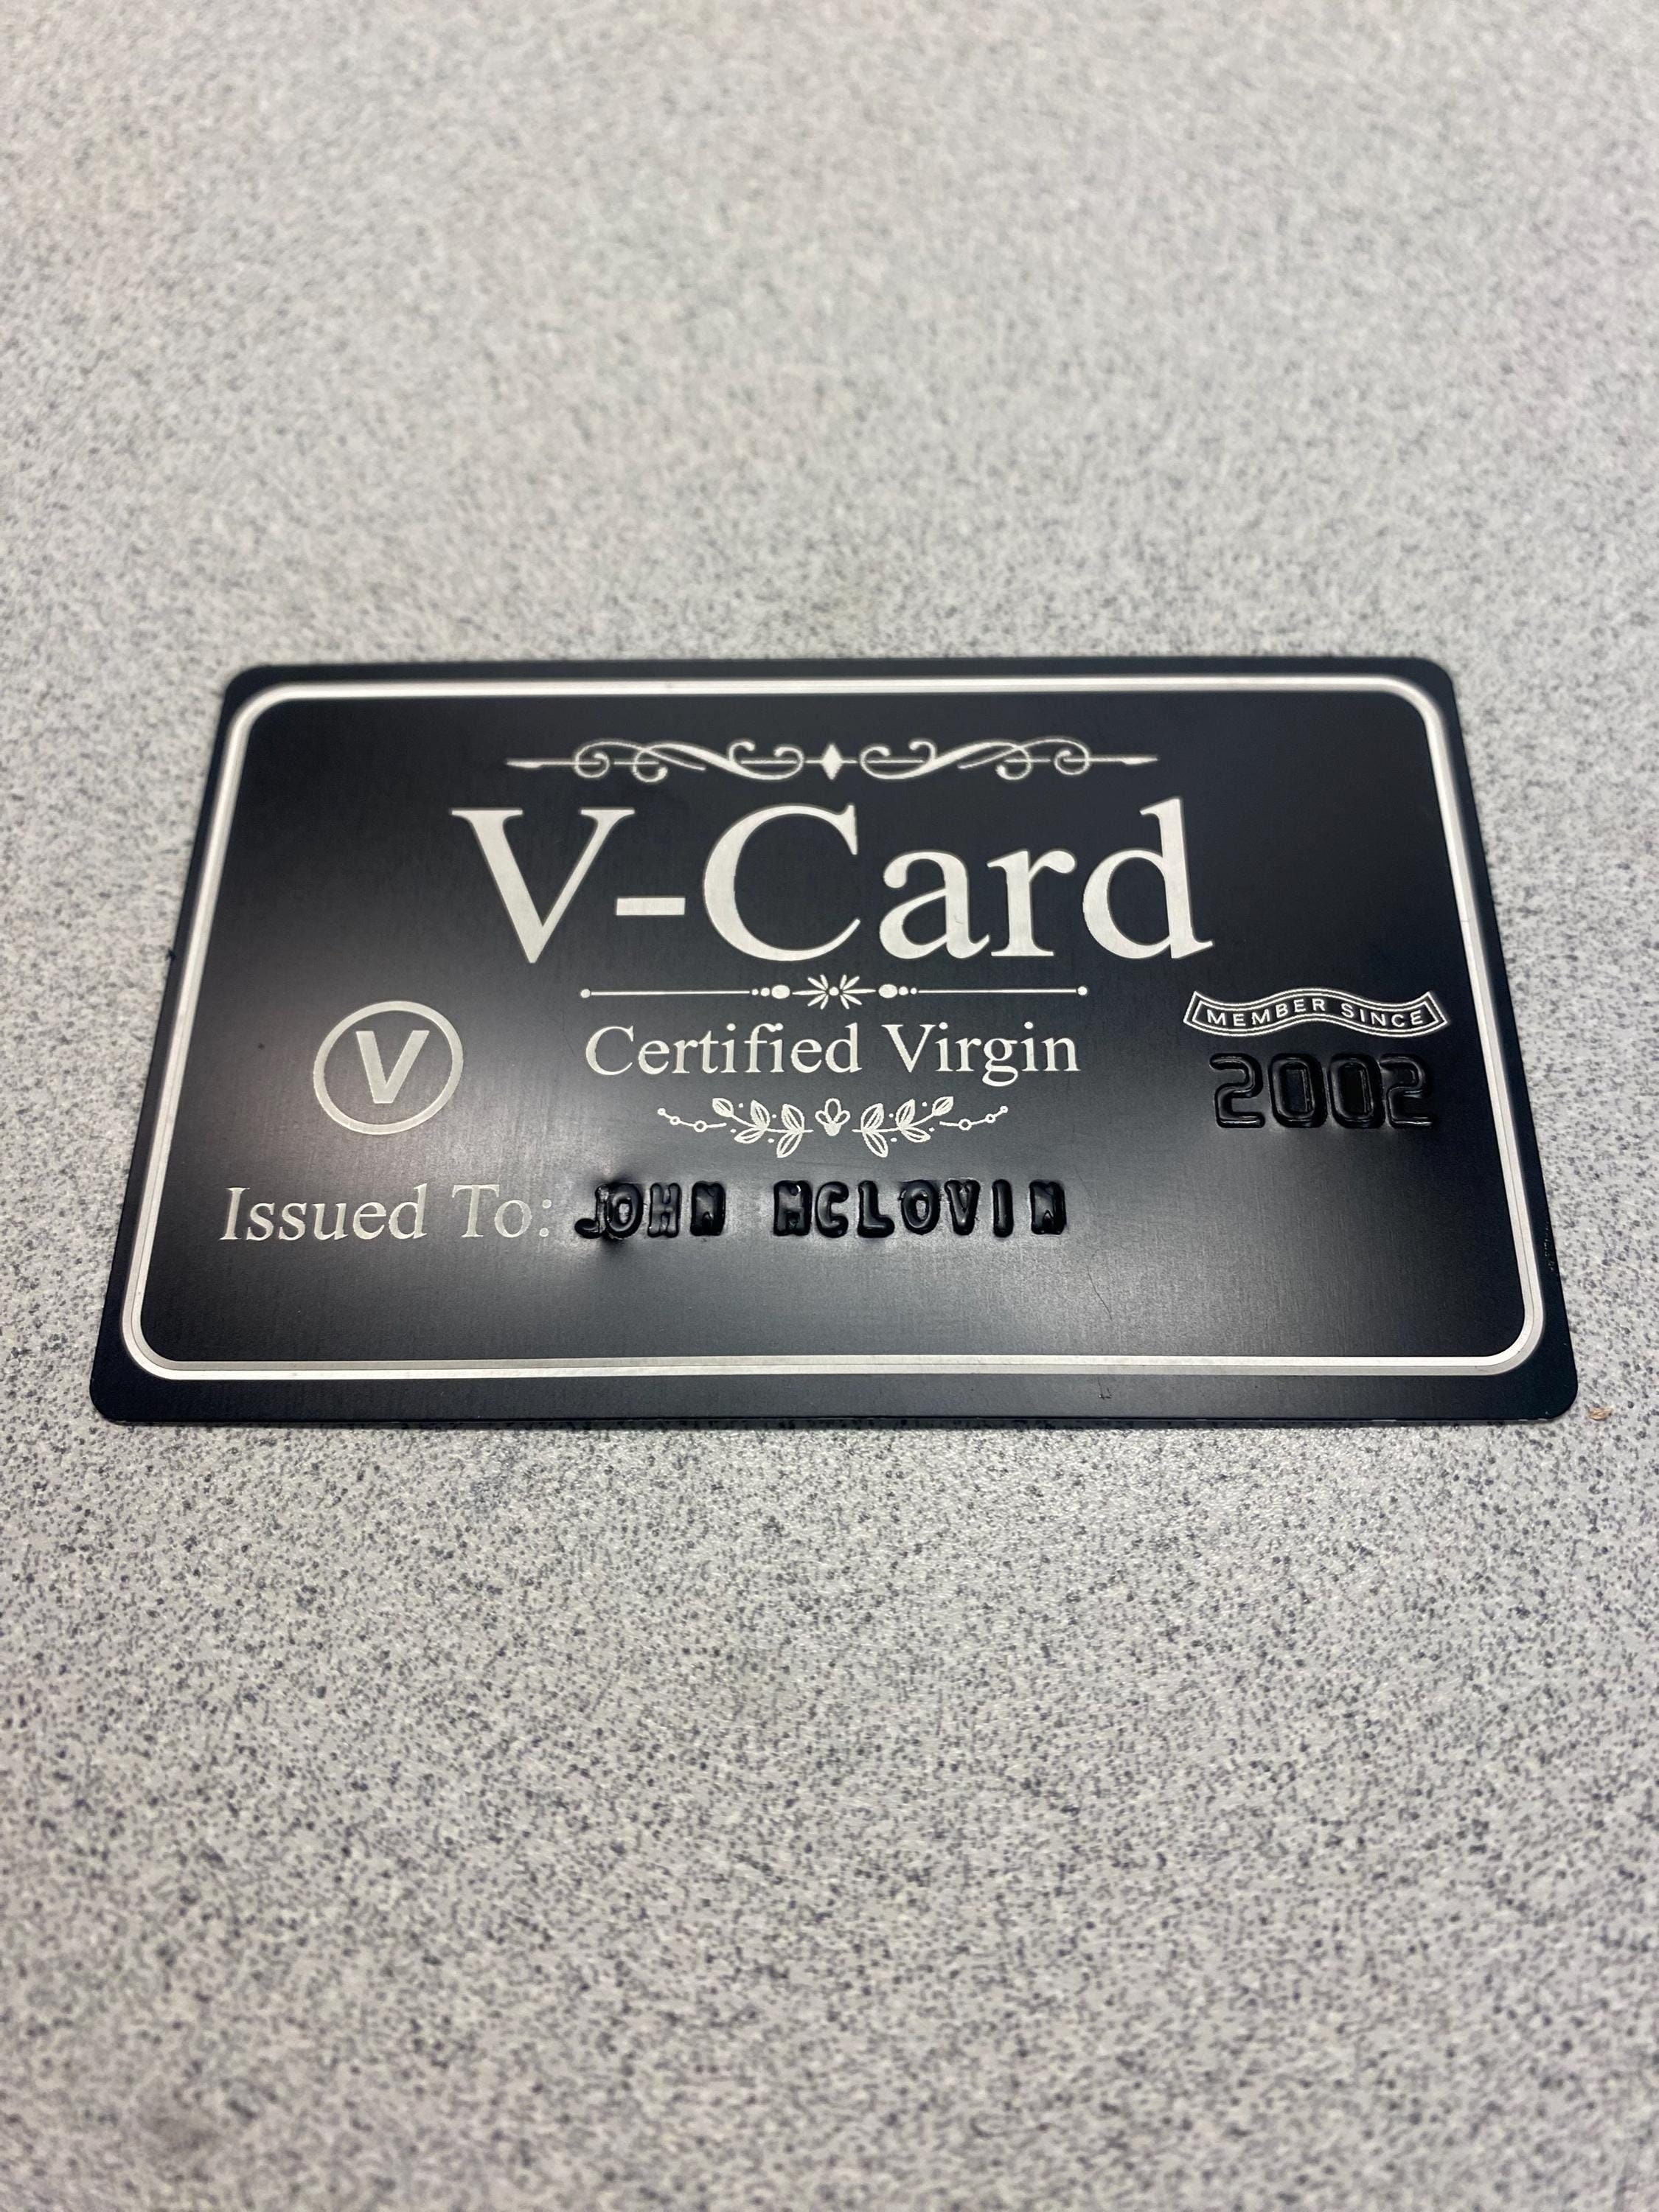 V-Card
Certified Virgin
V
MEMBER SINCE
2002
Issued To: JOHN MCLOVIN